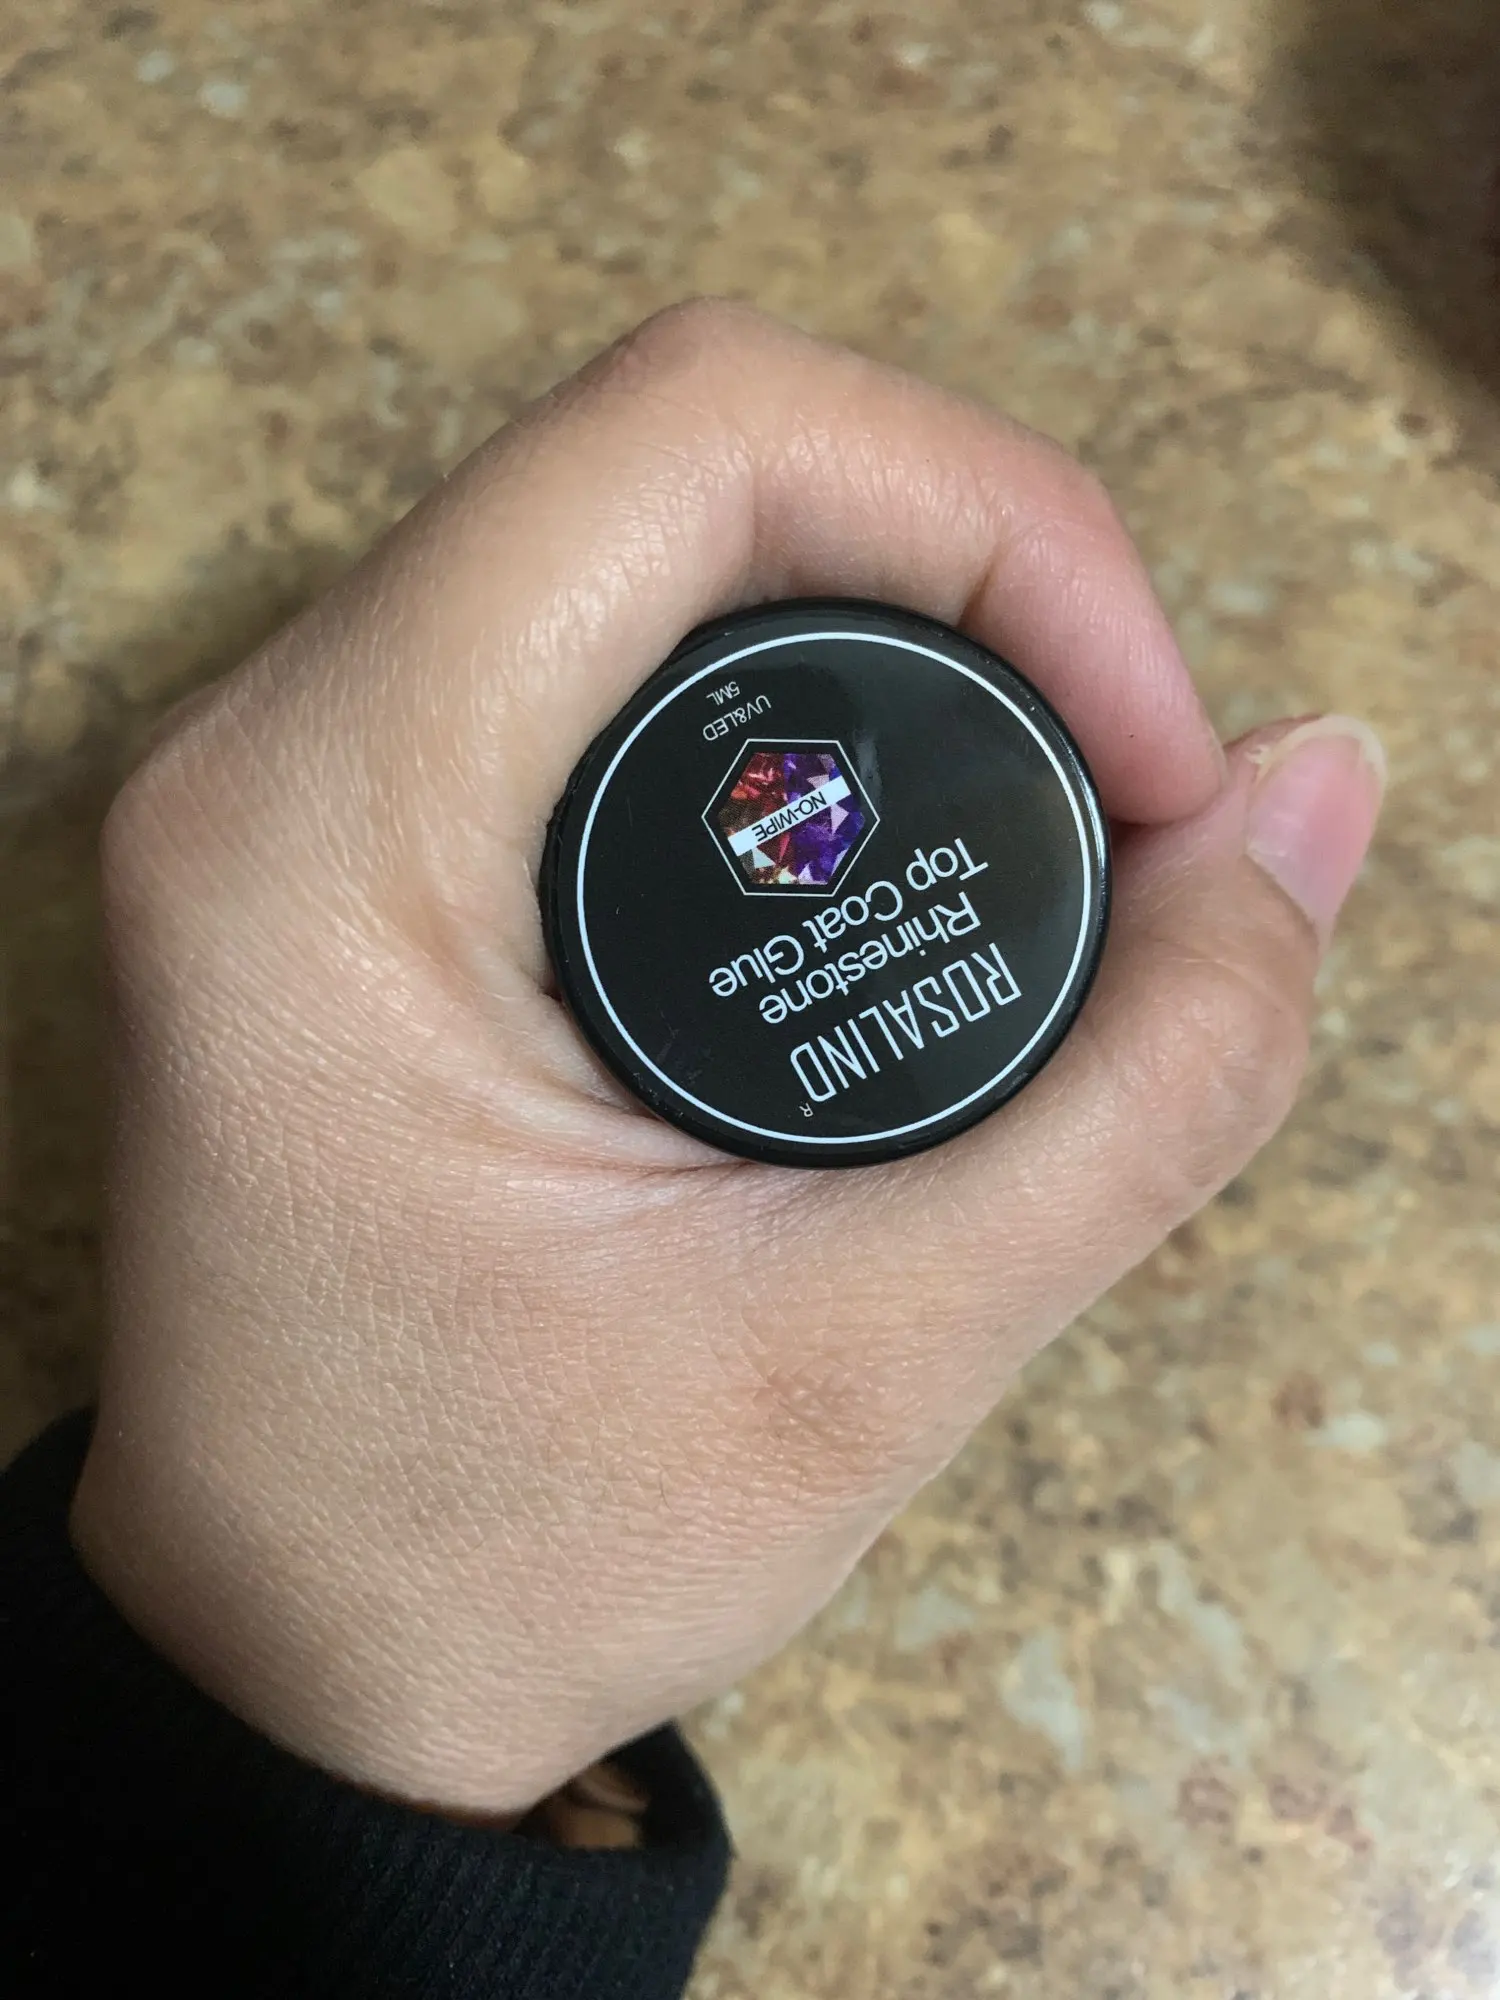 ROSALIND®
Rhinestone
Top Coat Glue
NO-WIPE
UV&LED
5ML